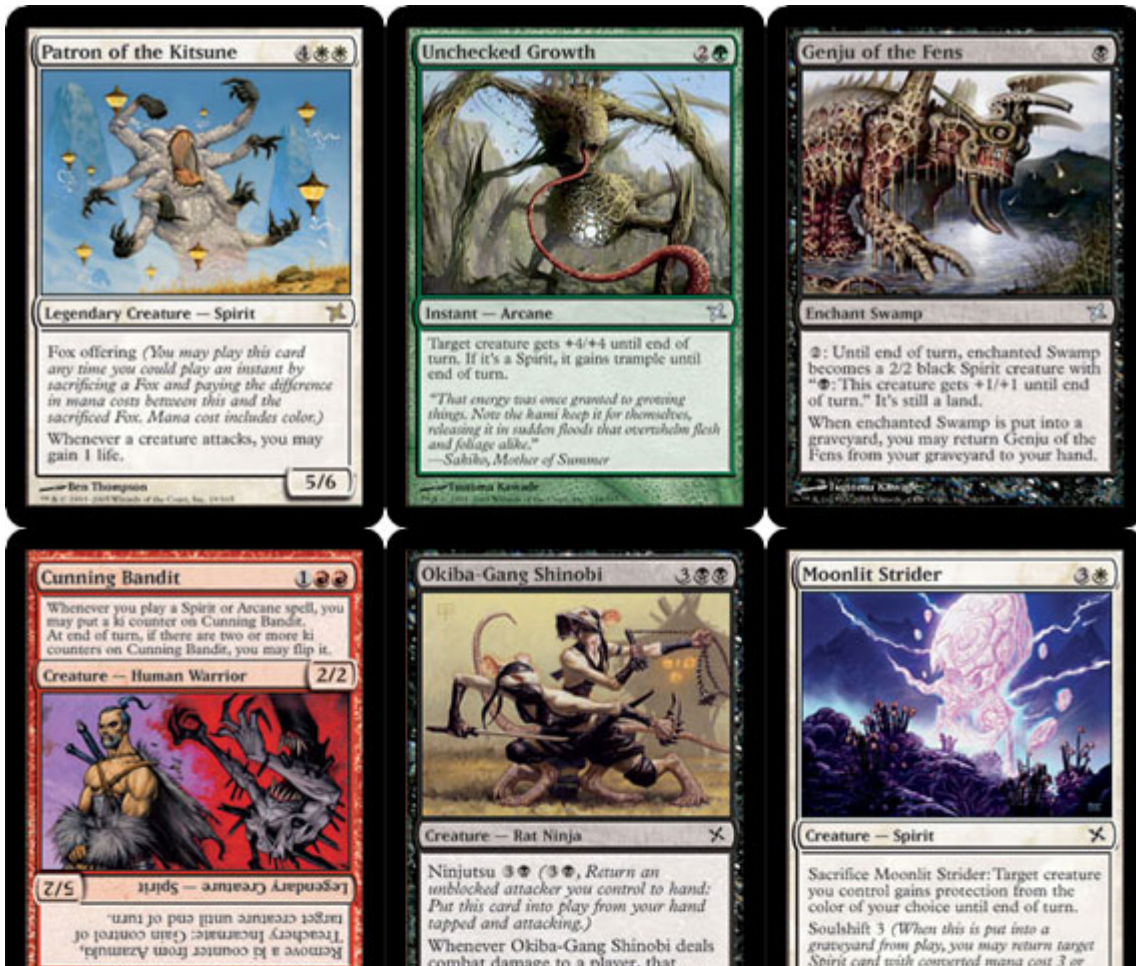 Patron of the Kitsune 4
Legendary Creature — Spirit
Fox offering (You may play this card
any time you could play an instant by
sacrificing a Fox and paying the difference
in mana costs between this and the
sacrificed Fox. Mana cost includes color.)
Whenever a creature attacks, you may
gain 1 life.
5/6
Ben Thompson
Unchecked Growth 2
Instant — Arcane
Target creature gets +4/+4 until end of
turn. If it's a Spirit, it gains trample until
end of turn.
"That energy was once granted to growing
things. Now the kami keep it for themselves,
releasing it in sudden floods that overwhelm flesh
and foliage alike."
—Sakiko, Mother of Summer
Tsutomu Kawade
Genju of the Fens
Enchant Swamp
2: Until end of turn, enchanted Swamp
becomes a 2/2 black Spirit creature with
": This creature gets +1/+1 until end
of turn." It's still a land.
When enchanted Swamp is put into a
graveyard, you may return Genju of the
Fens from your graveyard to your hand.
Tsutomu Kawade
Cunning Bandit 1
Whenever you play a Spirit or Arcane spell, you
may put a ki counter on Cunning Bandit.
At end of turn, if there are two or more ki
counters on Cunning Bandit, you may flip it.
Creature — Human Warrior 2/2
Legendary Creature — Spirit 5/2
Remove a ki counter from Azamuki,
Treachery Incarnate: Gain control of
target creature until end of turn.
Okiba-Gang Shinobi 3
Creature — Rat Ninja
Ninjutsu 3 (3, Return an
unblocked attacker you control to hand:
Put this card into play from your hand
tapped and attacking.)
Whenever Okiba-Gang Shinobi deals
combat damage to a player, that
Moonlit Strider 3
Creature — Spirit
Sacrifice Moonlit Strider: Target creature
you control gains protection from the
color of your choice until end of turn.
Soulshift 3 (When this is put into a
graveyard from play, you may return target
Spirit card with converted mana cost 3 or